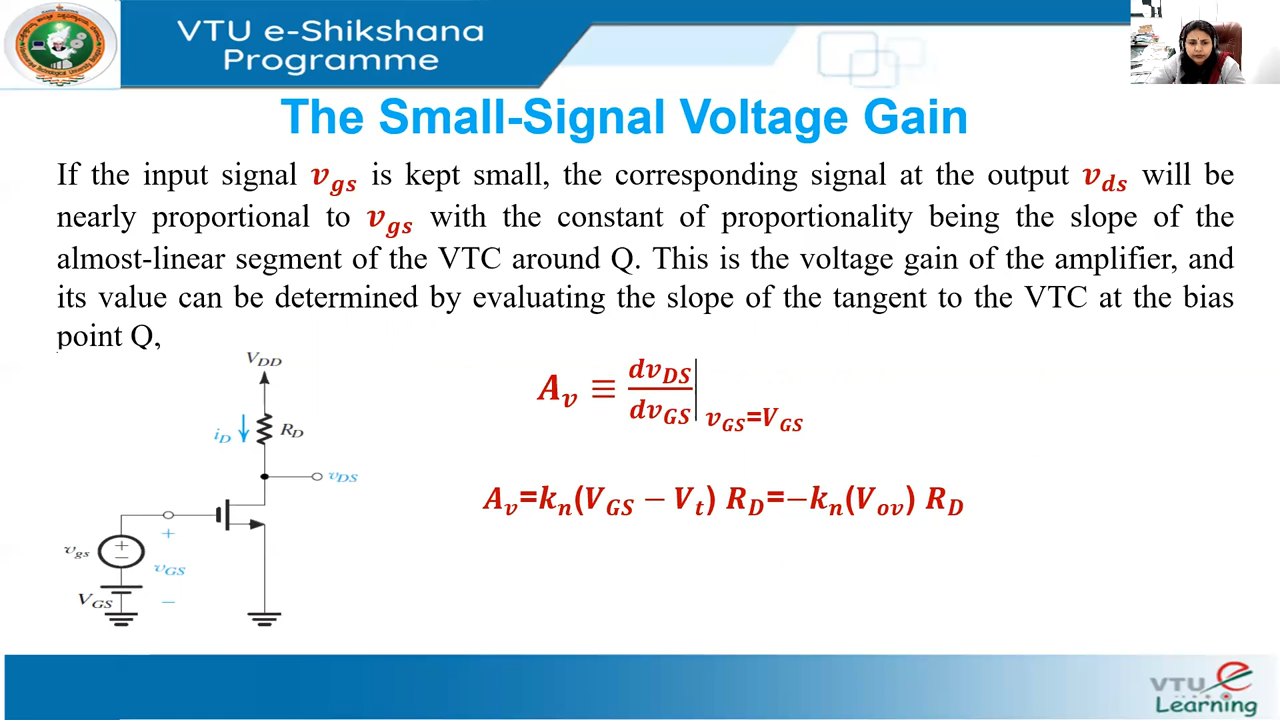 VTU e-Shikshana
Programme
The Small-Signal Voltage Gain
If the input signal v_gs is kept small, the corresponding signal at the output v_ds will be
nearly proportional to v_gs with the constant of proportionality being the slope of the
almost-linear segment of the VTC around Q. This is the voltage gain of the amplifier, and
its value can be determined by evaluating the slope of the tangent to the VTC at the bias
point Q,
V_DD
i_D
R_D
v_DS
v_gs
+
−
+
v_GS
−
V_GS
A_v ≡ dv_DS/dv_GS | v_GS=V_GS
A_v=k_n(V_GS − V_t) R_D=−k_n(V_ov) R_D
VTU e
Learning